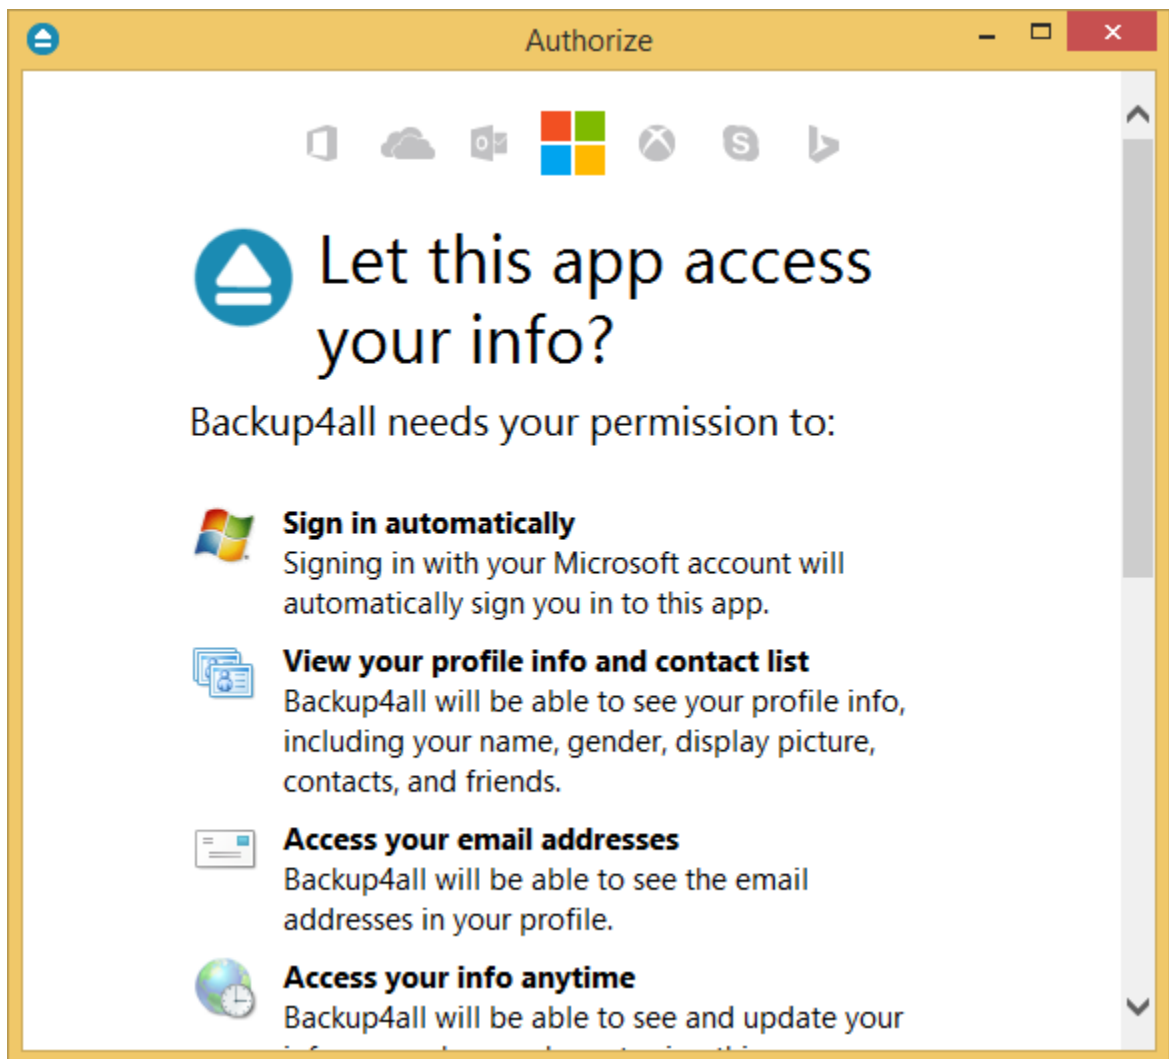 Authorize
Let this app access
your info?
Backup4all needs your permission to:
Sign in automatically
Signing in with your Microsoft account will
automatically sign you in to this app.
View your profile info and contact list
Backup4all will be able to see your profile info,
including your name, gender, display picture,
contacts, and friends.
Access your email addresses
Backup4all will be able to see the email
addresses in your profile.
Access your info anytime
Backup4all will be able to see and update your